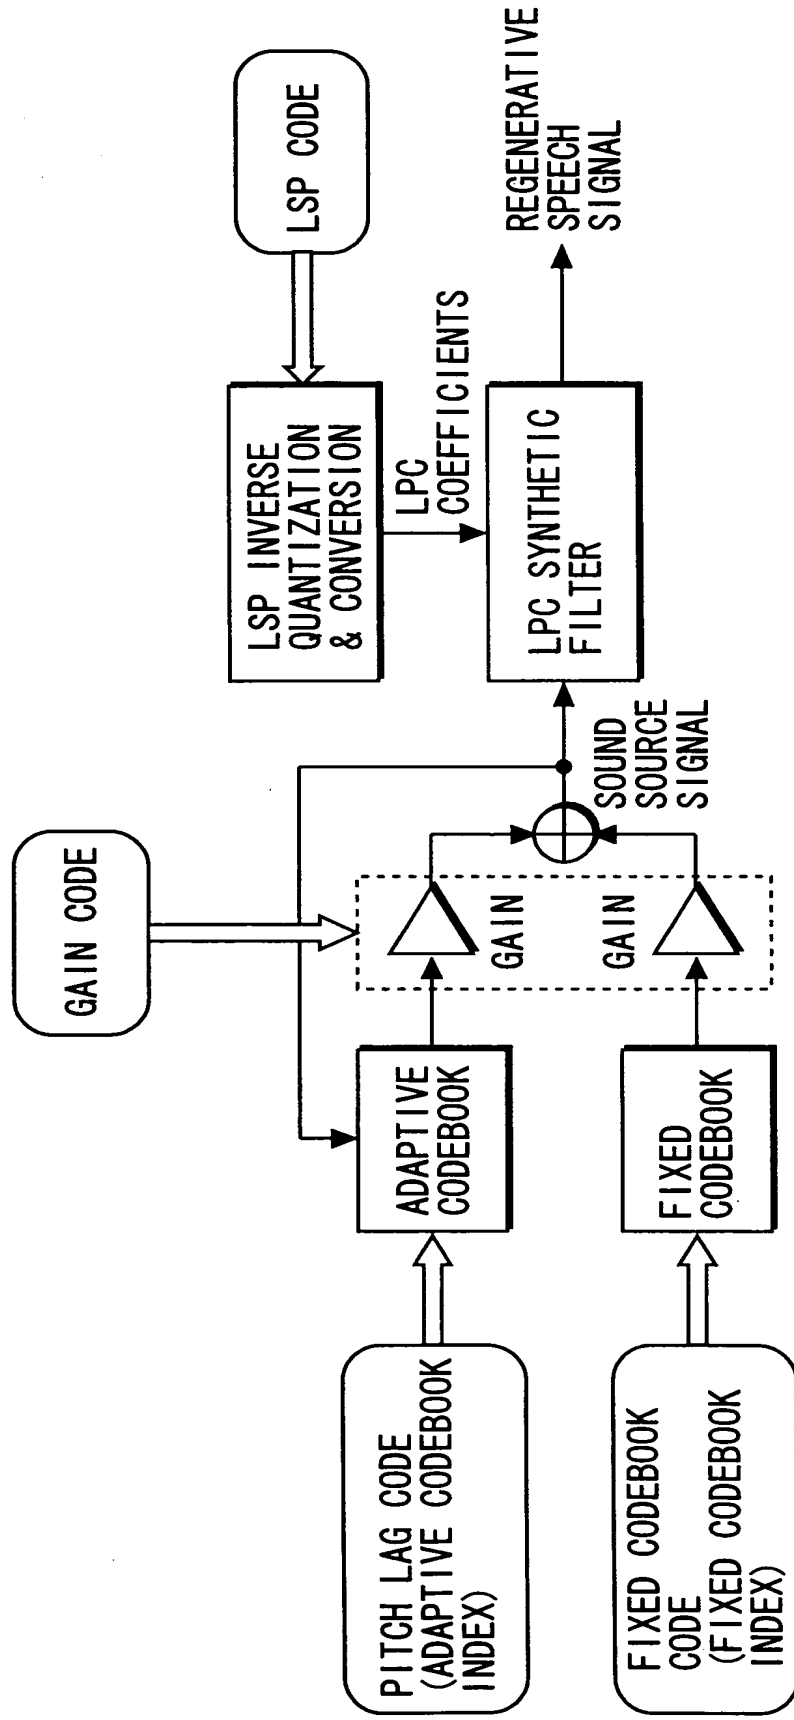 GAIN CODE
LSP CODE
PITCH LAG CODE
(ADAPTIVE CODEBOOK
INDEX)
ADAPTIVE
CODEBOOK
GAIN
LSP INVERSE
QUANTIZATION
& CONVERSION
LPC
COEFFICIENTS
FIXED CODEBOOK
CODE
(FIXED CODEBOOK
INDEX)
FIXED
CODEBOOK
GAIN
SOUND
SOURCE
SIGNAL
LPC SYNTHETIC
FILTER
REGENERATIVE
SPEECH
SIGNAL